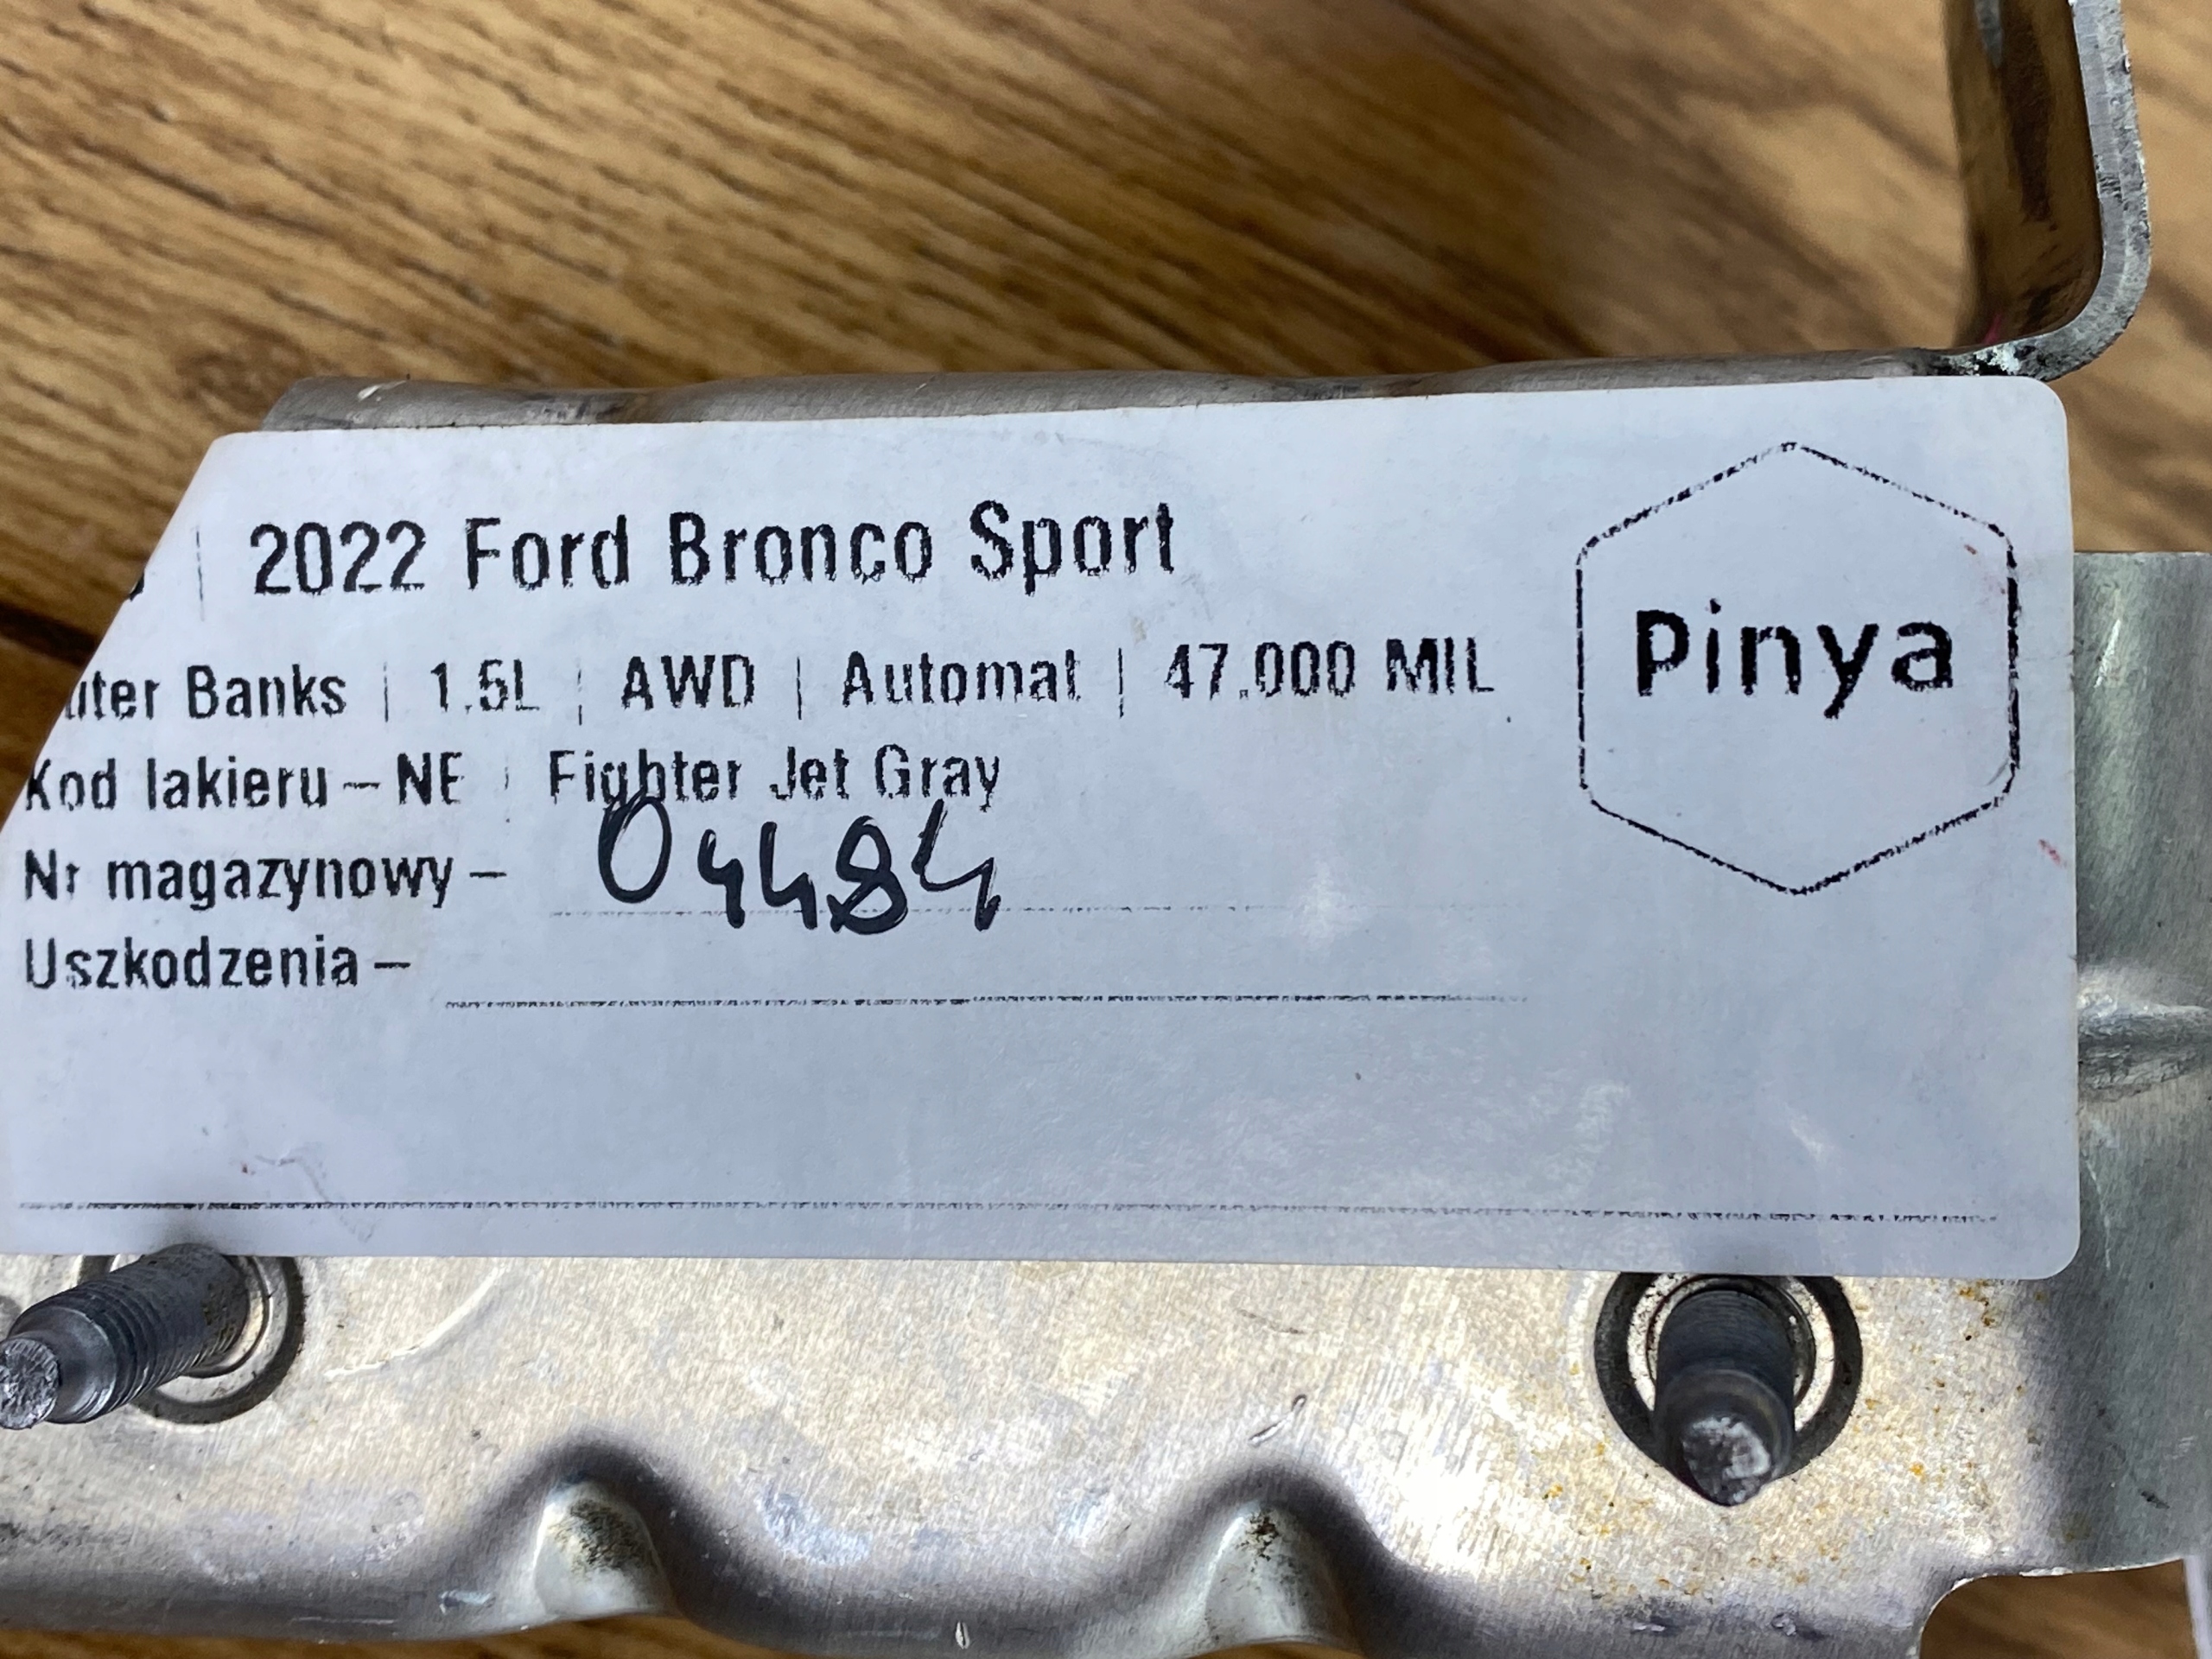 | 2022 Ford Bronco Sport
Banks | 1.5L | AWD | Automat | 47.000 MIL
Pinya
Kod lakieru – NE | Fighter Jet Gray
Nr magazynowy – 04484
Uszkodzenia –